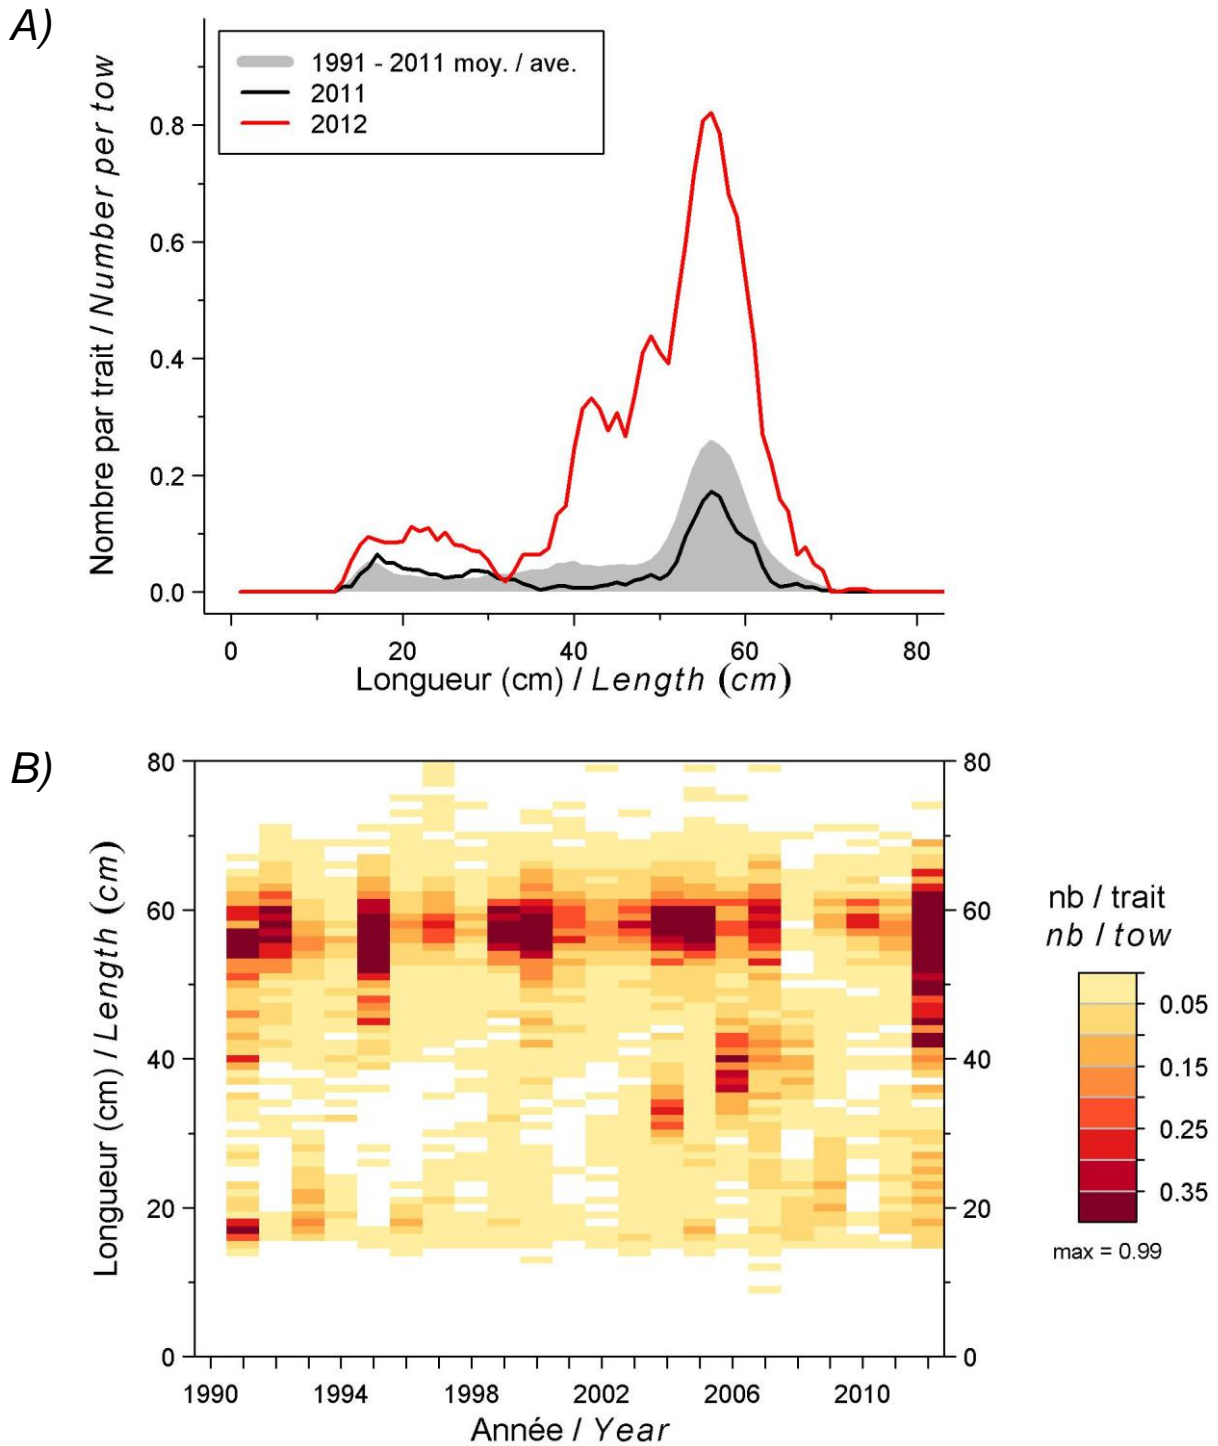 A)
1991 - 2011 moy. / ave.
2011
2012
Nombre par trait / Number per tow
0.8
0.6
0.4
0.2
0.0
0 20 40 60 80
Longueur (cm) / Length (cm)
B)
Longueur (cm) / Length (cm)
80
60
40
20
0
80
60
40
20
0
1990 1994 1998 2002 2006 2010
Année / Year
nb / trait
nb / tow
0.05
0.15
0.25
0.35
max = 0.99